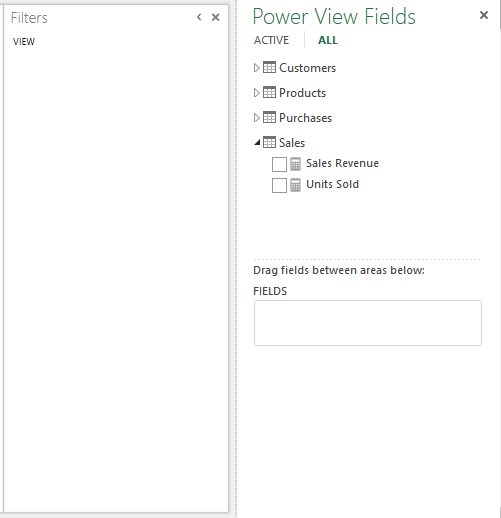 Filters
VIEW
Power View Fields
ACTIVE
ALL
Customers
Products
Purchases
Sales
Sales Revenue
Units Sold
Drag fields between areas below:
FIELDS